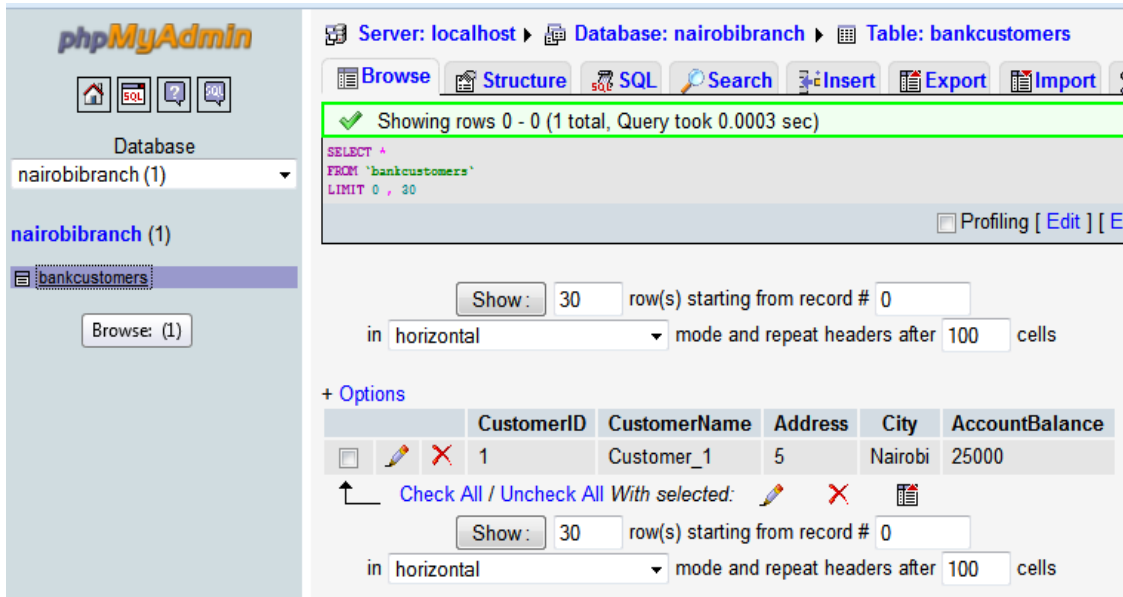 phpMyAdmin
SQL
Database
nairobibranch (1)
nairobibranch (1)
bankcustomers
Browse: (1)
Server: localhost Database: nairobibranch Table: bankcustomers
Browse Structure SQL Search Insert Export Import
Showing rows 0 - 0 (1 total, Query took 0.0003 sec)
SELECT *
FROM `bankcustomers`
LIMIT 0 , 30
Profiling [ Edit ] [ E
Show : 30 row(s) starting from record # 0
in horizontal mode and repeat headers after 100 cells
+ Options
CustomerID CustomerName Address City AccountBalance
1 Customer_1 5 Nairobi 25000
Check All / Uncheck All With selected:
Show : 30 row(s) starting from record # 0
in horizontal mode and repeat headers after 100 cells